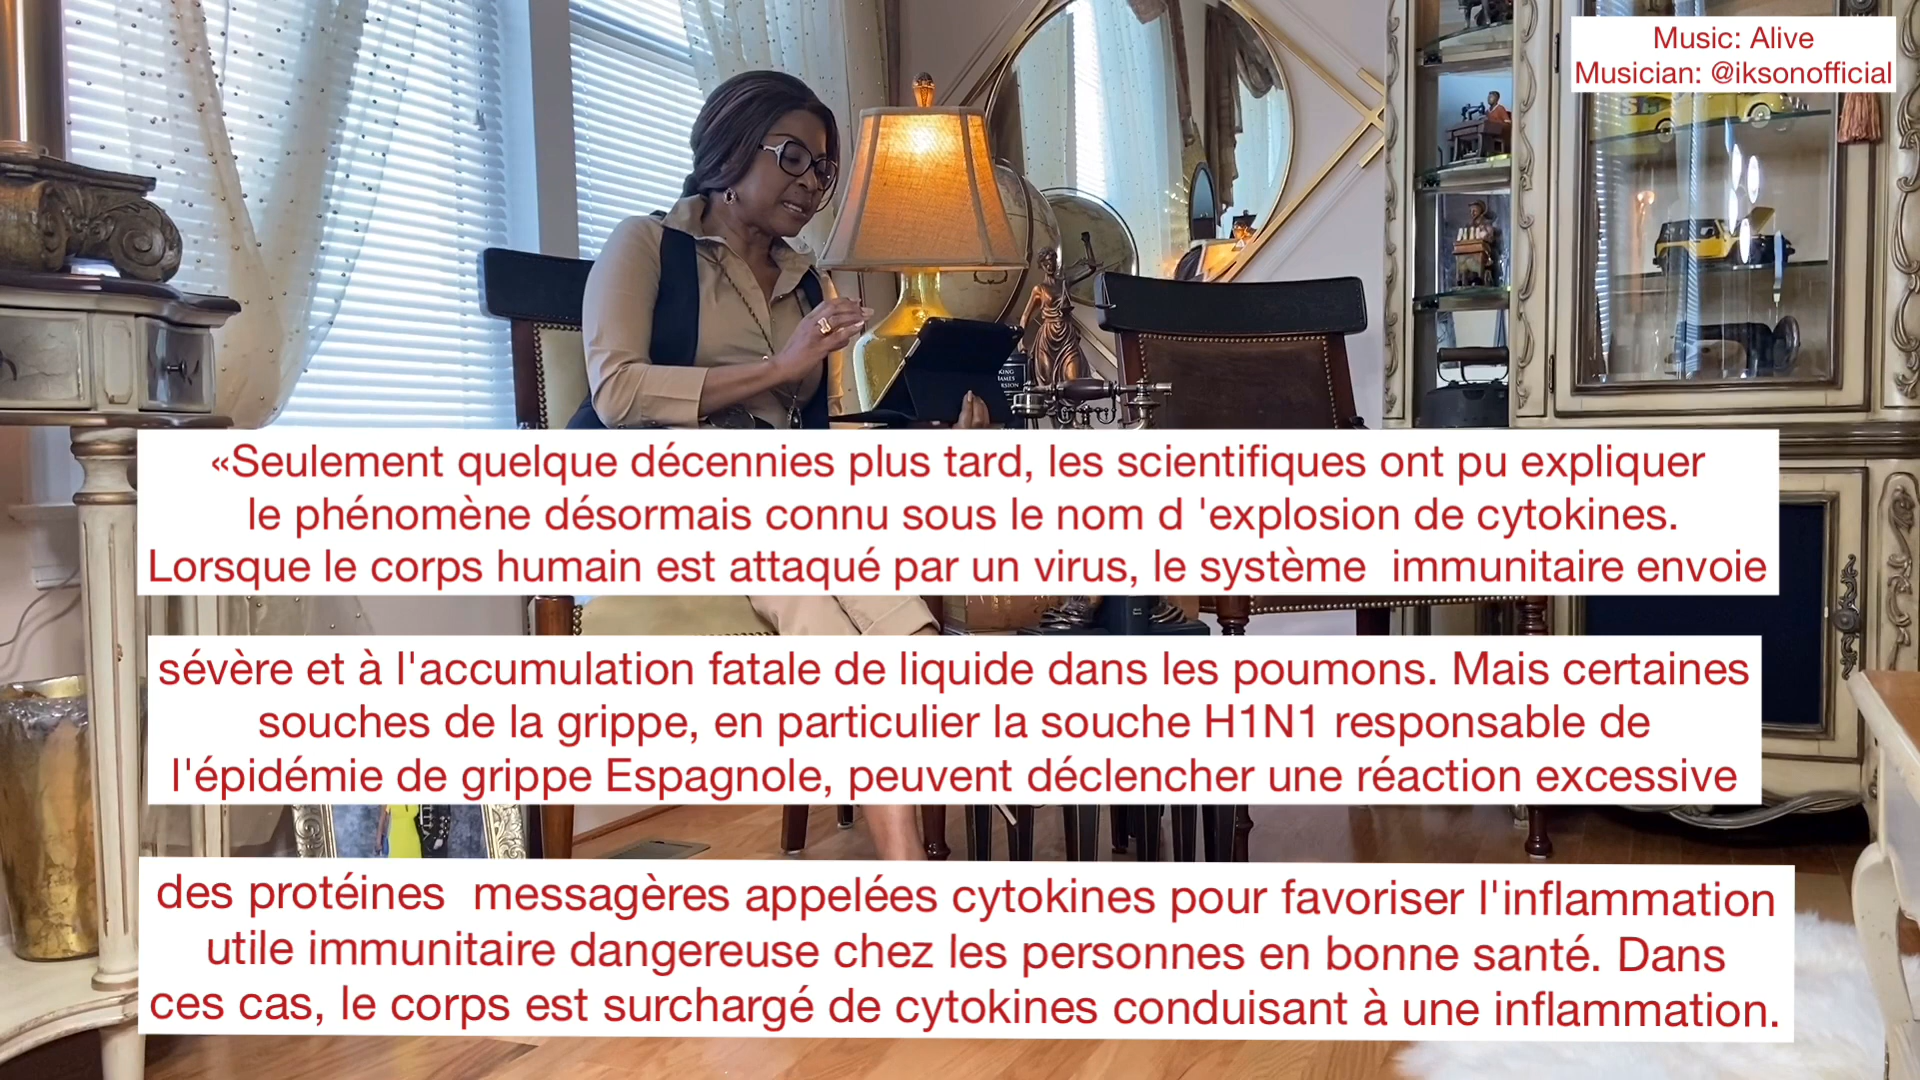 Music: Alive
Musician: @iksonofficial
KING
JAMES
«Seulement quelque décennies plus tard, les scientifiques ont pu expliquer
le phénomène désormais connu sous le nom d 'explosion de cytokines.
Lorsque le corps humain est attaqué par un virus, le système  immunitaire envoie
sévère et à l'accumulation fatale de liquide dans les poumons. Mais certaines
souches de la grippe, en particulier la souche H1N1 responsable de
l'épidémie de grippe Espagnole, peuvent déclencher une réaction excessive
des protéines  messagères appelées cytokines pour favoriser l'inflammation
utile immunitaire dangereuse chez les personnes en bonne santé. Dans
ces cas, le corps est surchargé de cytokines conduisant à une inflammation.